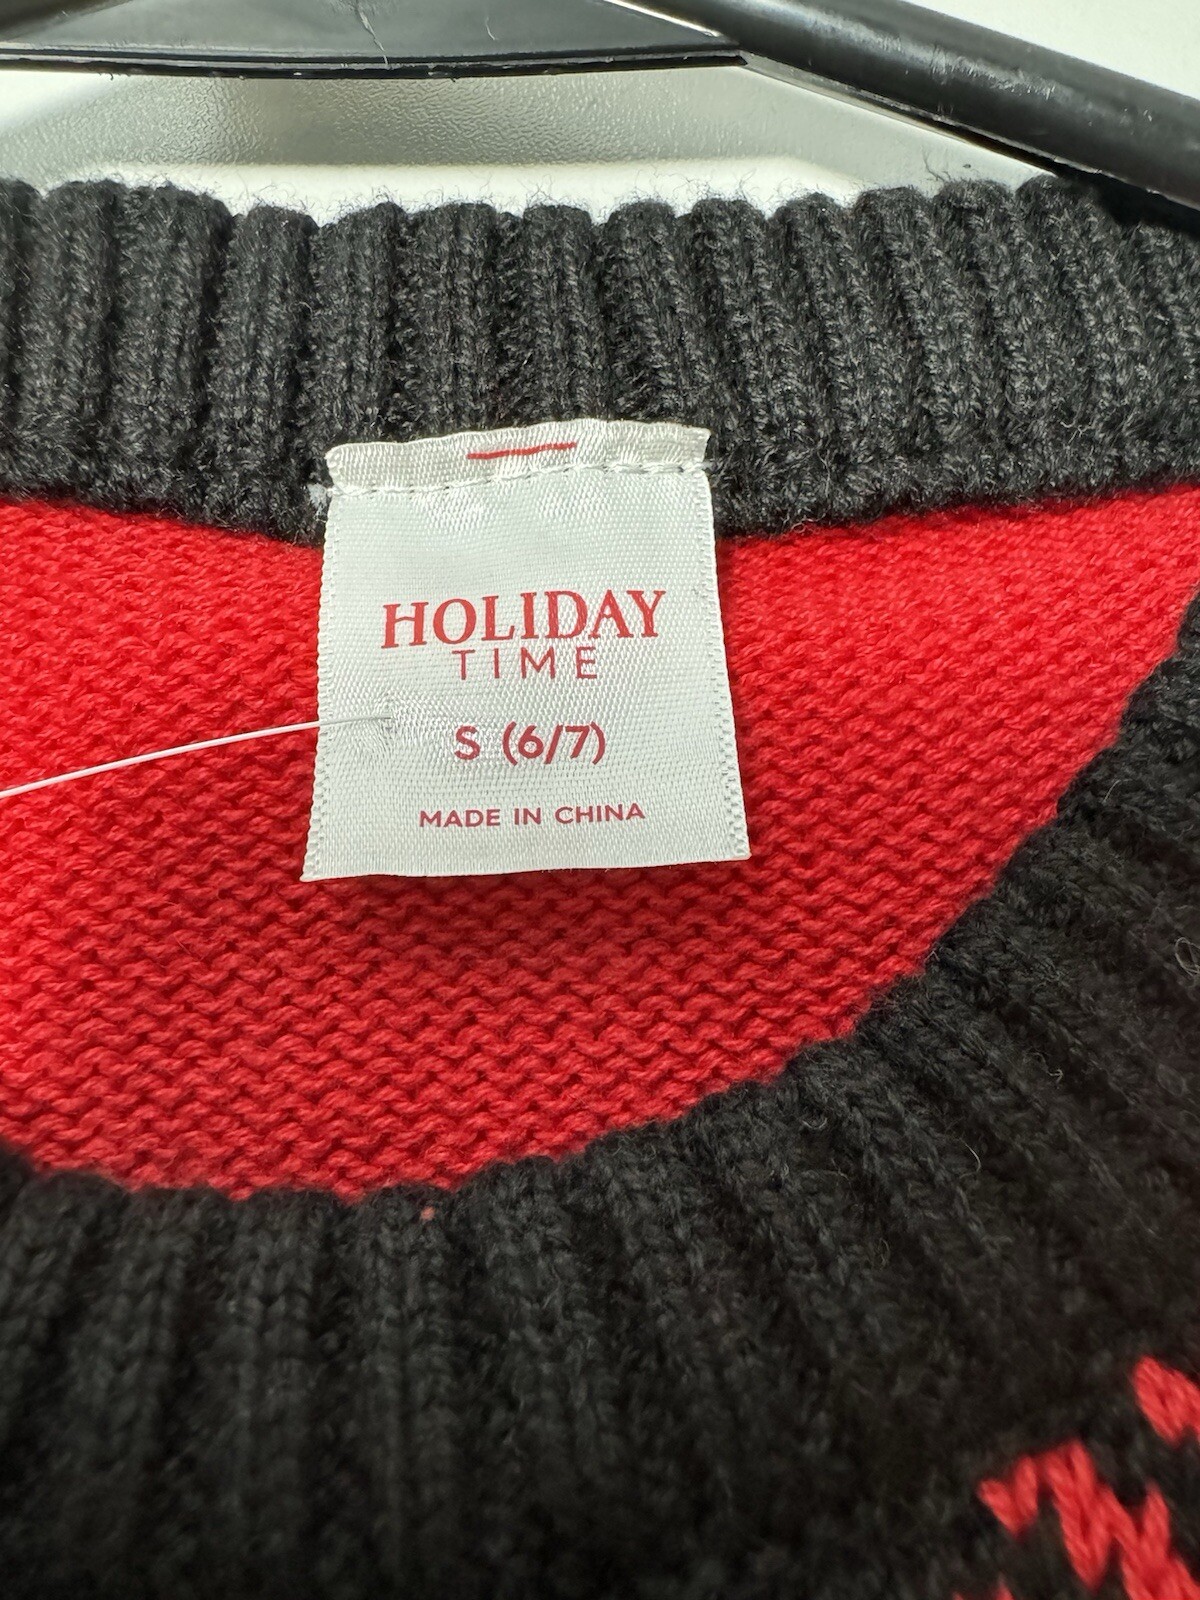 HOLIDAY
TIME
S (6/7)
MADE IN CHINA